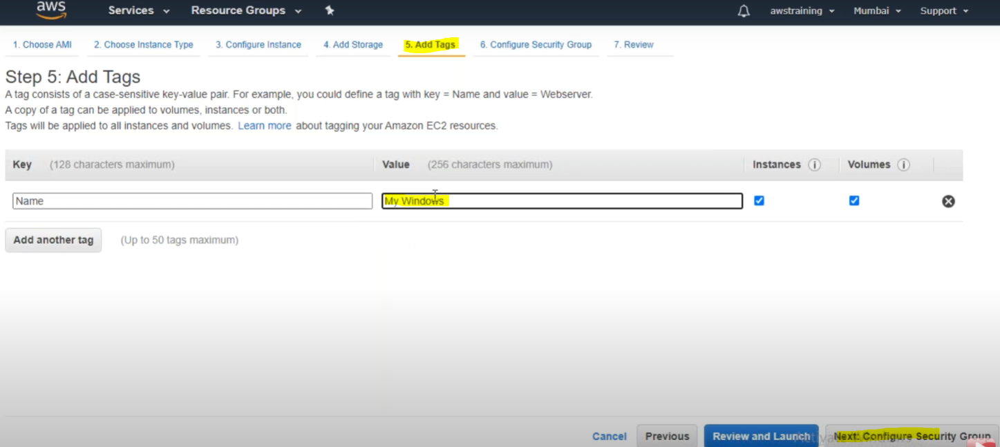 aws Services Resource Groups awstraining Mumbai Support
1. Choose AMI 2. Choose Instance Type 3. Configure Instance 4. Add Storage 5. Add Tags 6. Configure Security Group 7. Review
Step 5: Add Tags
A tag consists of a case-sensitive key-value pair. For example, you could define a tag with key = Name and value = Webserver.
A copy of a tag can be applied to volumes, instances or both.
Tags will be applied to all instances and volumes. Learn more about tagging your Amazon EC2 resources.
Key (128 characters maximum) Value (256 characters maximum) Instances i Volumes i
Name My Windows
Add another tag (Up to 50 tags maximum)
Cancel Previous Review and Launch Next: Configure Security Group